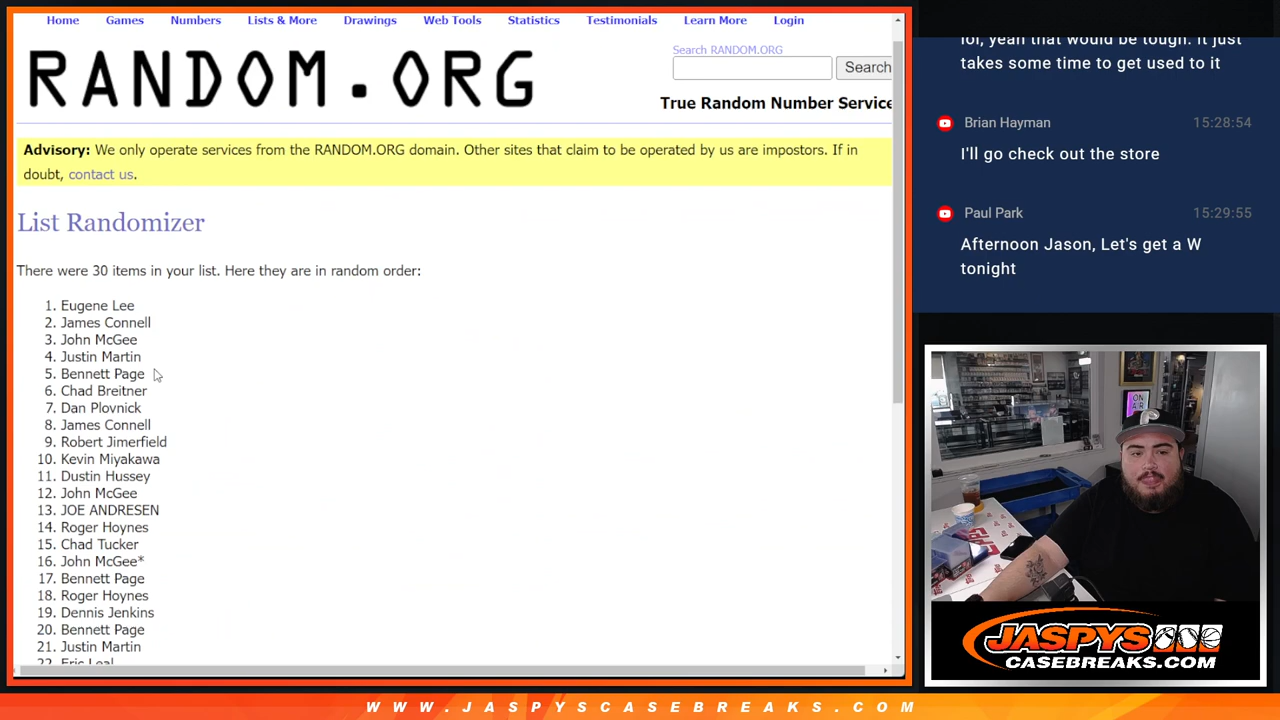 Home Games Numbers Lists & More Drawings Web Tools Statistics Testimonials Learn More Login
RANDOM.ORG
Search RANDOM.ORG
Search
True Random Number Service
Advisory: We only operate services from the RANDOM.ORG domain. Other sites that claim to be operated by us are impostors. If in
doubt, contact us.
List Randomizer
There were 30 items in your list. Here they are in random order:
1. Eugene Lee
2. James Connell
3. John McGee
4. Justin Martin
5. Bennett Page
6. Chad Breitner
7. Dan Plovnick
8. James Connell
9. Robert Jimerfield
10. Kevin Miyakawa
11. Dustin Hussey
12. John McGee
13. JOE ANDRESEN
14. Roger Hoynes
15. Chad Tucker
16. John McGee*
17. Bennett Page
18. Roger Hoynes
19. Dennis Jenkins
20. Bennett Page
21. Justin Martin
22. Eric Leal
lol, yeah that would be tough. It just
takes some time to get used to it
Brian Hayman 15:28:54
I'll go check out the store
Paul Park 15:29:55
Afternoon Jason, Let's get a W
tonight
ON
AIR
JASPYS
CASEBREAKS.COM
WWW.JASPYSCASEBREAKS.COM